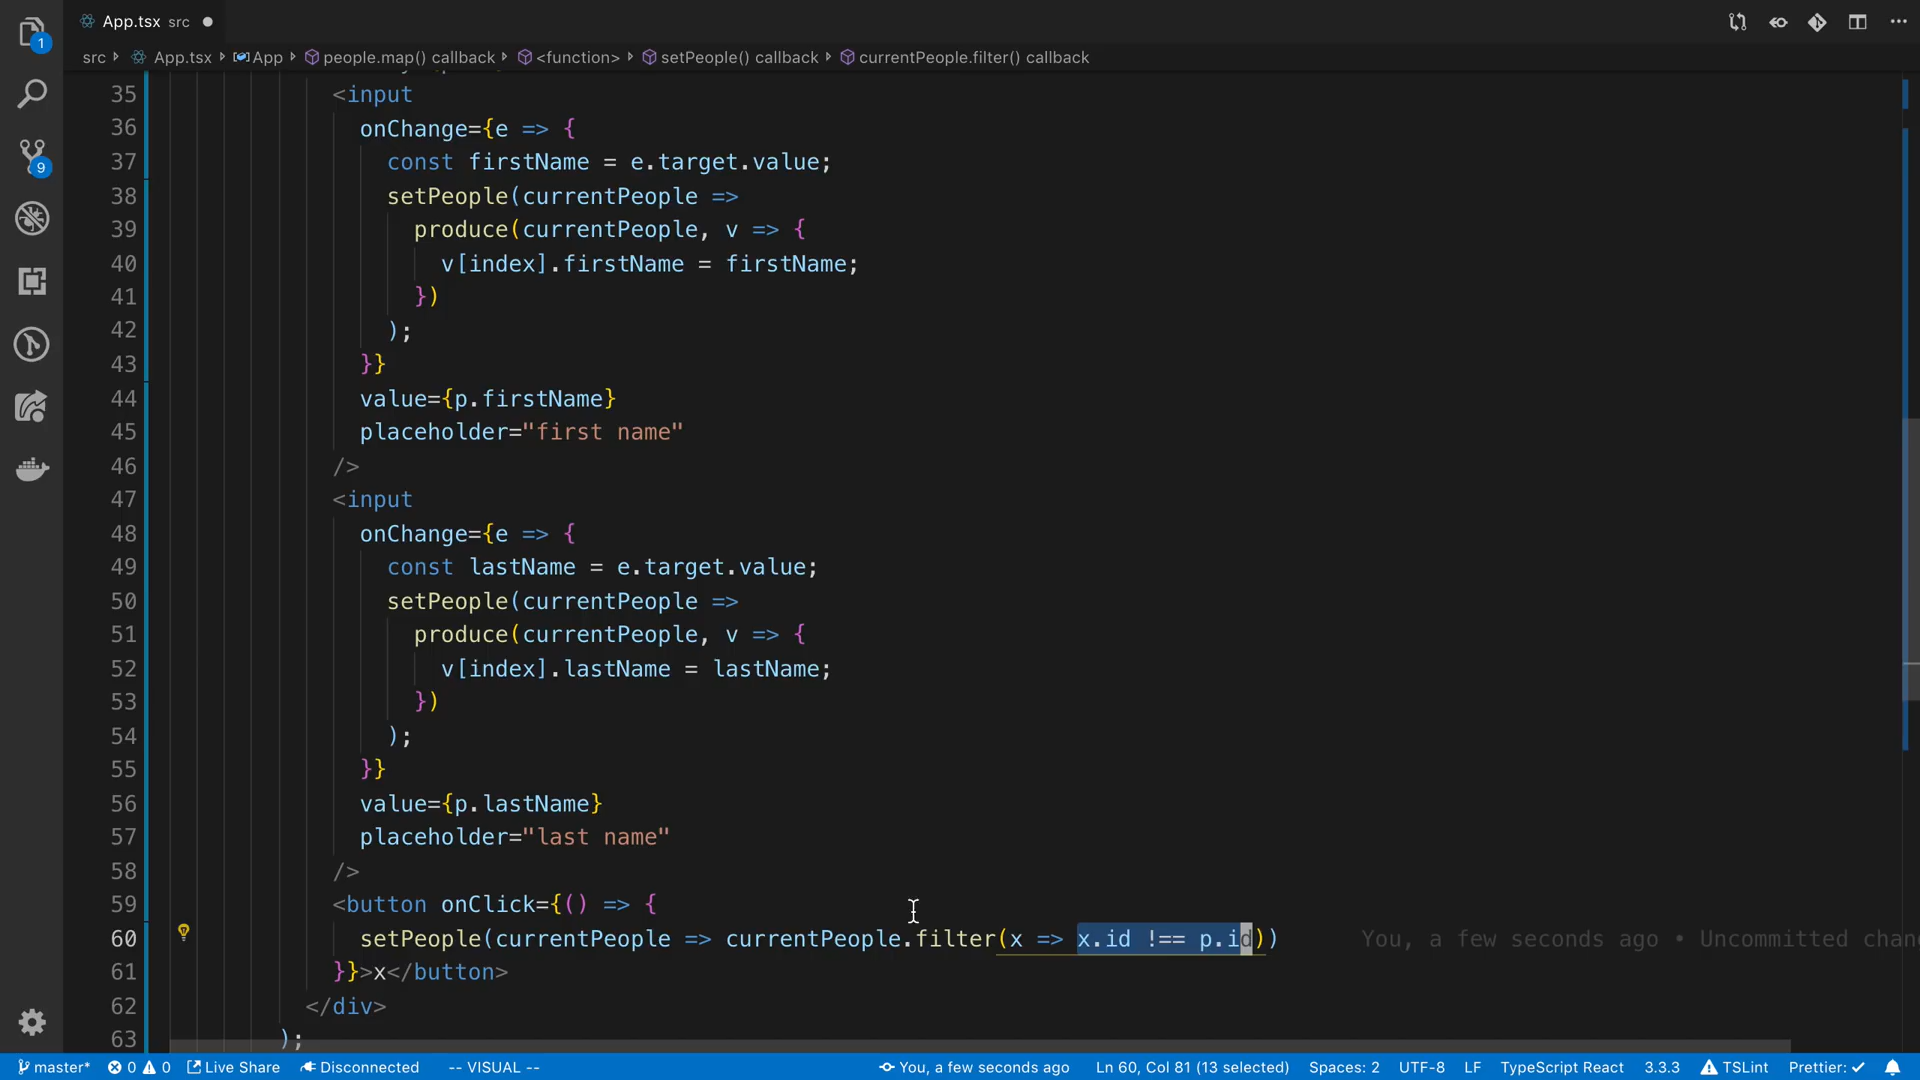 App.tsx src
1
src App.tsx App people.map() callback <function> setPeople() callback currentPeople.filter() callback
35 <input
36 onChange={e => {
37 const firstName = e.target.value;
38 setPeople(currentPeople =>
39 produce(currentPeople, v => {
9
40 v[index].firstName = firstName;
41 })
42 );
43 }}
44 value={p.firstName}
45 placeholder="first name"
46 />
47 <input
48 onChange={e => {
49 const lastName = e.target.value;
50 setPeople(currentPeople =>
51 produce(currentPeople, v => {
52 v[index].lastName = lastName;
53 })
54 );
55 }}
56 value={p.lastName}
57 placeholder="last name"
58 />
59 <button onClick={() => {
60 setPeople(currentPeople => currentPeople.filter(x => x.id !== p.id)) You, a few seconds ago • Uncommitted chan
61 }}>x</button>
62 </div>
63 );
master* 0 0 Live Share Disconnected -- VISUAL -- You, a few seconds ago Ln 60, Col 81 (13 selected) Spaces: 2 UTF-8 LF TypeScript React 3.3.3 TSLint Prettier: ✓